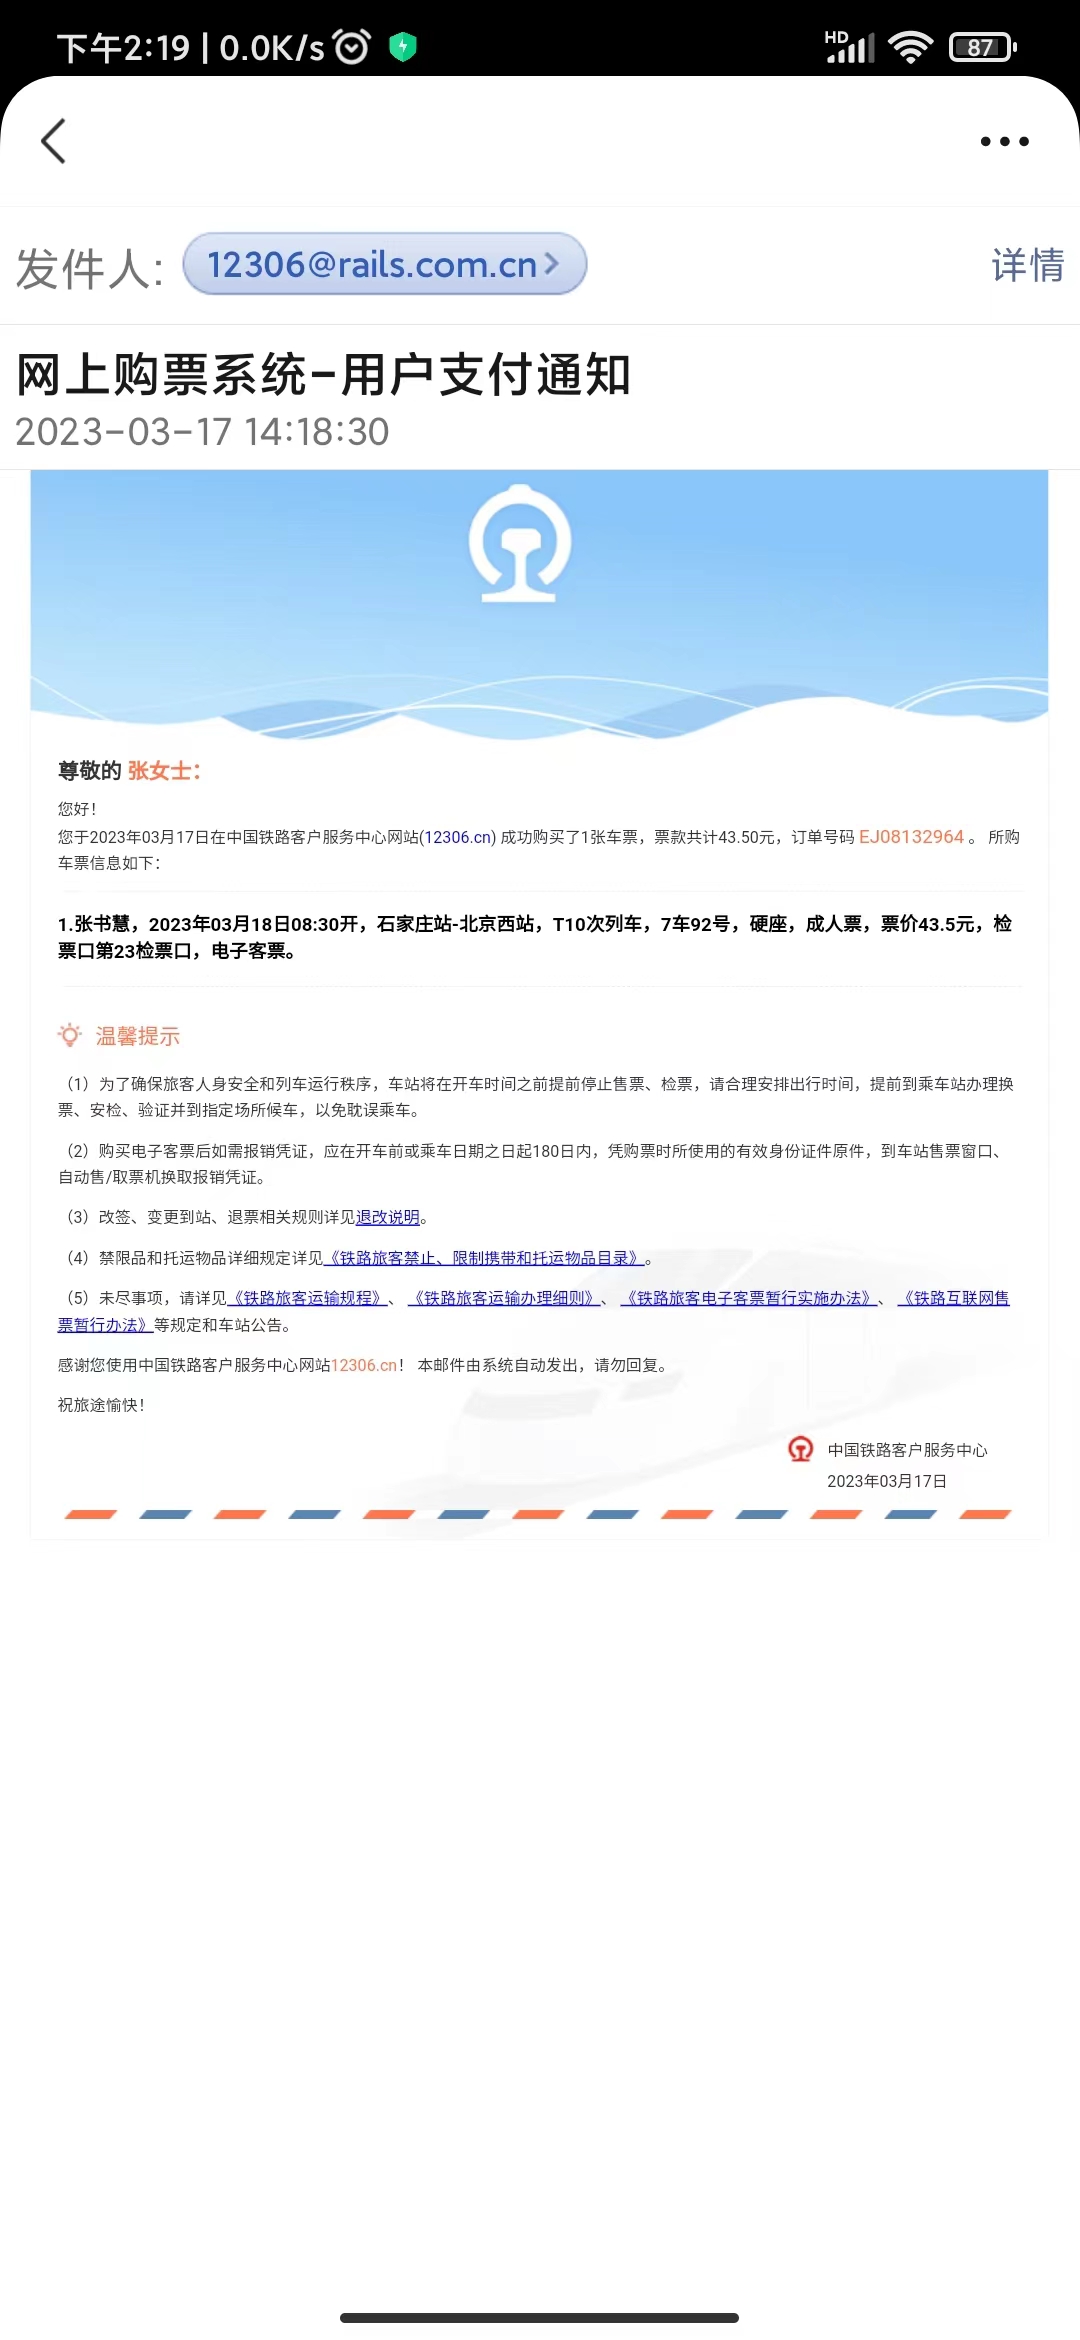 下午2:19 | 0.0K/s
HD
87
发件人:
12306@rails.com.cn
详情
网上购票系统-用户支付通知
2023-03-17 14:18:30
尊敬的 张女士：
您好！
您于2023年03月17日在中国铁路客户服务中心网站(12306.cn) 成功购买了1张车票，票款共计43.50元，订单号码 EJ08132964 。 所购
车票信息如下：
1.张书慧，2023年03月18日08:30开，石家庄站-北京西站，T10次列车，7车92号，硬座，成人票，票价43.5元，检
票口第23检票口，电子客票。
温馨提示
（1）为了确保旅客人身安全和列车运行秩序，车站将在开车时间之前提前停止售票、检票，请合理安排出行时间，提前到乘车站办理换
票、安检、验证并到指定场所候车，以免耽误乘车。
（2）购买电子客票后如需报销凭证，应在开车前或乘车日期之日起180日内，凭购票时所使用的有效身份证件原件，到车站售票窗口、
自动售/取票机换取报销凭证。
（3）改签、变更到站、退票相关规则详见退改说明。
（4）禁限品和托运物品详细规定详见《铁路旅客禁止、限制携带和托运物品目录》。
（5）未尽事项，请详见《铁路旅客运输规程》、 《铁路旅客运输办理细则》、 《铁路旅客电子客票暂行实施办法》、 《铁路互联网售
票暂行办法》等规定和车站公告。
感谢您使用中国铁路客户服务中心网站12306.cn！ 本邮件由系统自动发出，请勿回复。
祝旅途愉快！
中国铁路客户服务中心
2023年03月17日